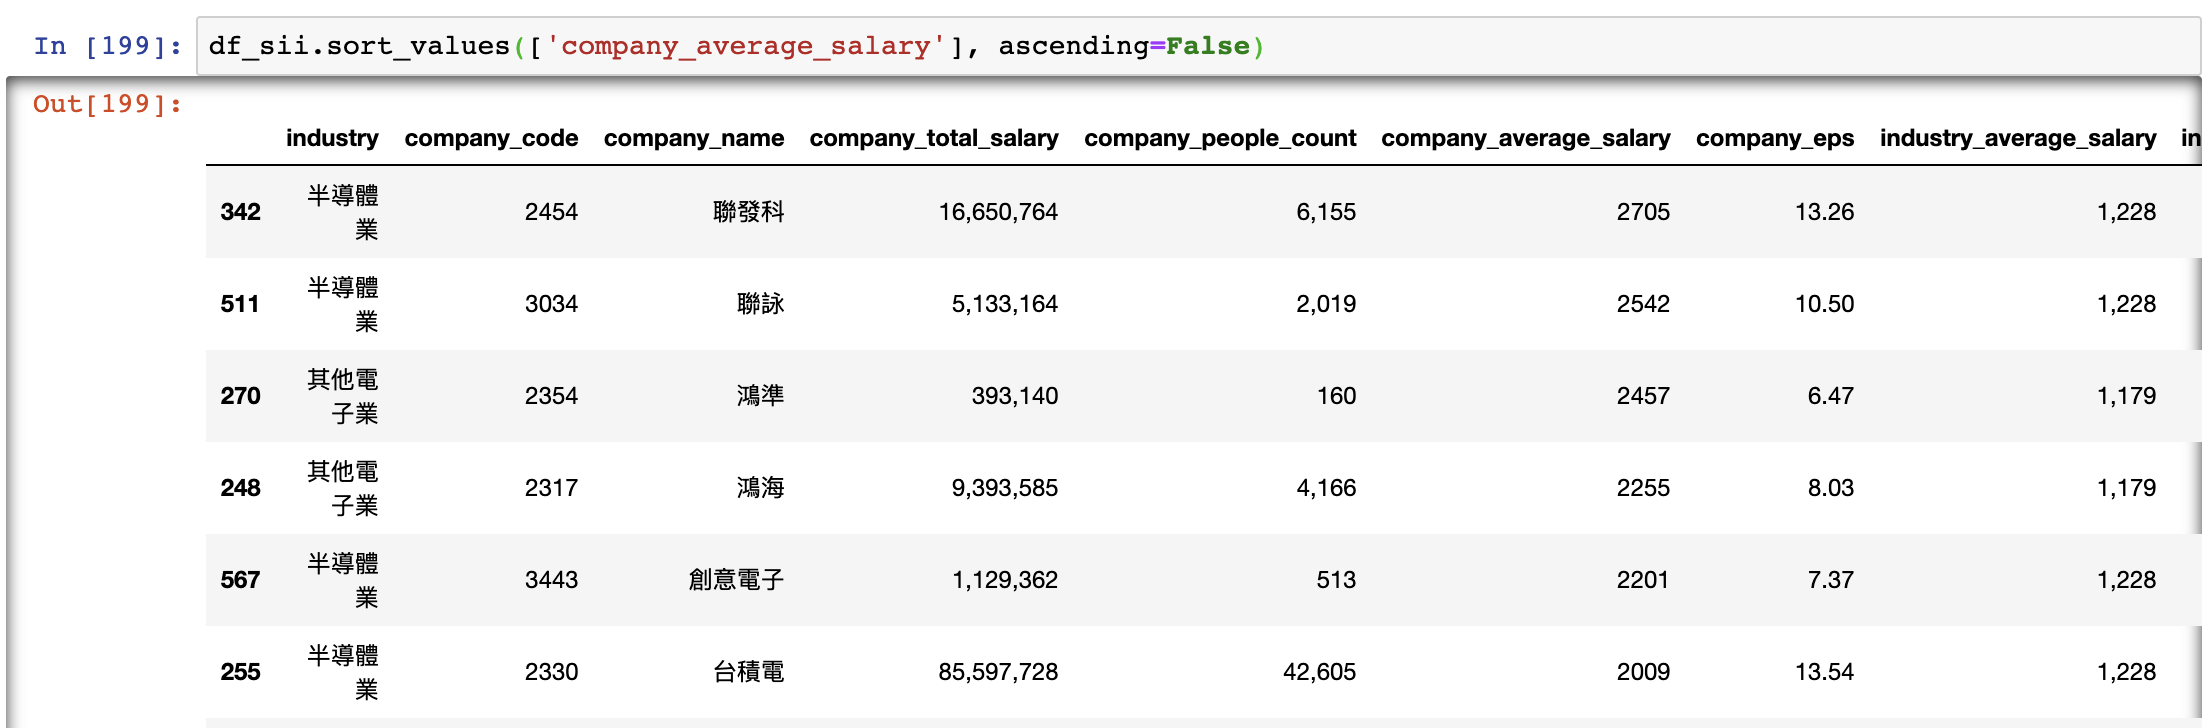 In [199]: df_sii.sort_values(['company_average_salary'], ascending=False)
Out[199]:
industry company_code company_name company_total_salary company_people_count company_average_salary company_eps industry_average_salary in
342 半導體業 2454 聯發科 16,650,764 6,155 2705 13.26 1,228
511 半導體業 3034 聯詠 5,133,164 2,019 2542 10.50 1,228
270 其他電子業 2354 鴻準 393,140 160 2457 6.47 1,179
248 其他電子業 2317 鴻海 9,393,585 4,166 2255 8.03 1,179
567 半導體業 3443 創意電子 1,129,362 513 2201 7.37 1,228
255 半導體業 2330 台積電 85,597,728 42,605 2009 13.54 1,228